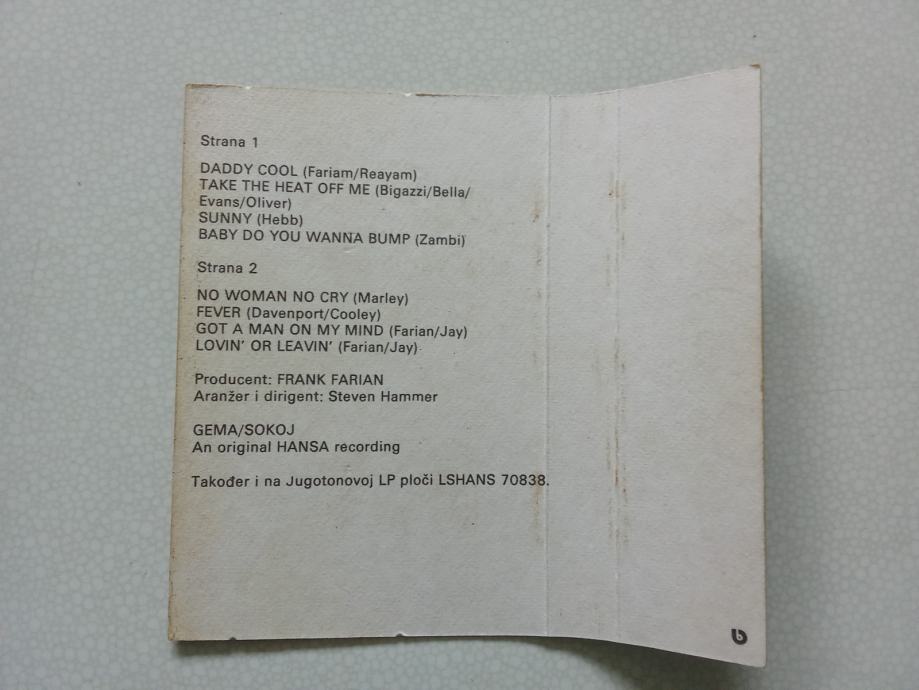 Strana 1
DADDY COOL (Fariam/Reayam)
TAKE THE HEAT OFF ME (Bigazzi/Bella/
Evans/Oliver)
SUNNY (Hebb)
BABY DO YOU WANNA BUMP (Zambi)
Strana 2
NO WOMAN NO CRY (Marley)
FEVER (Davenport/Cooley)
GOT A MAN ON MY MIND (Farian/Jay)
LOVIN' OR LEAVIN' (Farian/Jay)
Producent: FRANK FARIAN
Aranžer i dirigent: Steven Hammer
GEMA/SOKOJ
An original HANSA recording
Također i na Jugotonovoj LP ploči LSHANS 70838.
b